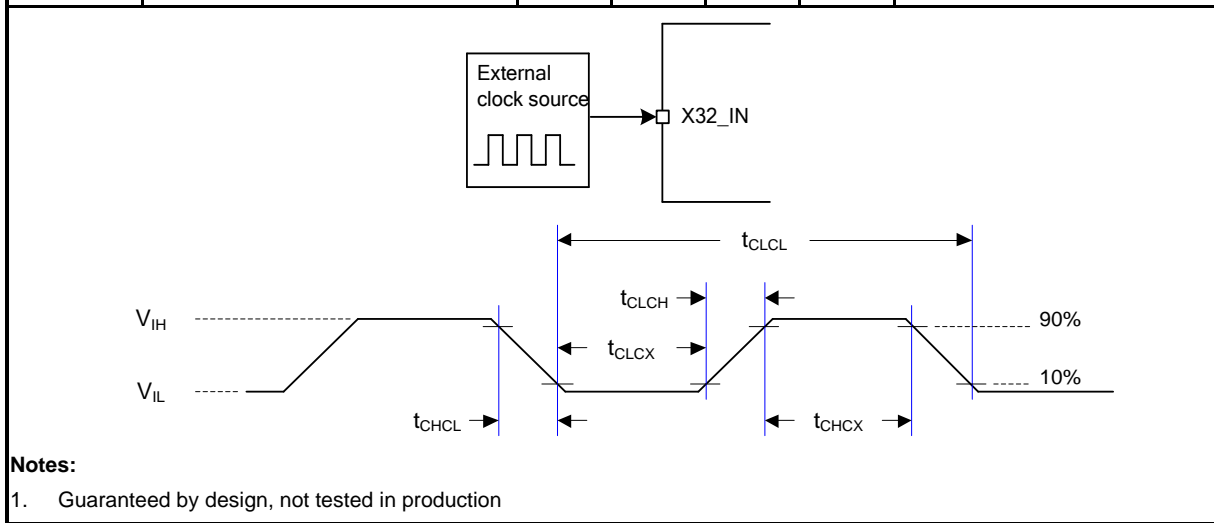 External
clock source
X32_IN
tCLCL
tCLCH
VIH
90%
tCLCX
VIL
10%
tCHCL
tCHCX
Notes:
1. Guaranteed by design, not tested in production